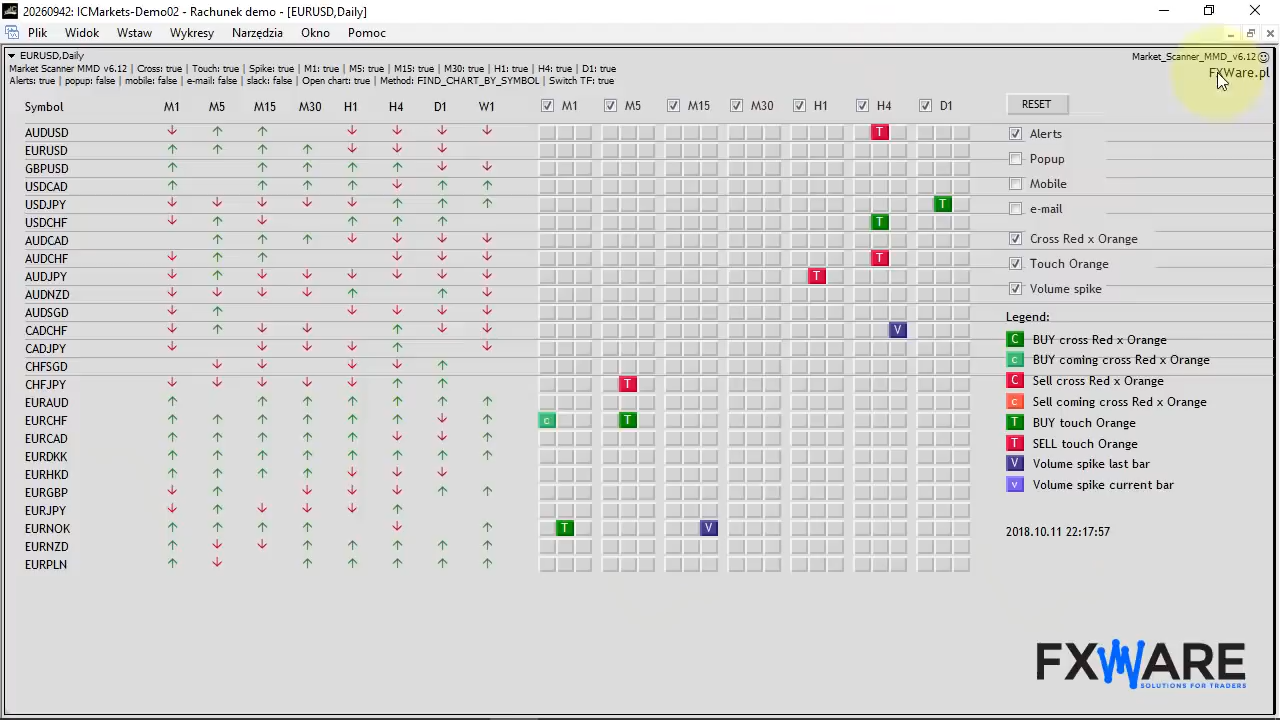 20260942: ICMarkets-Demo02 - Rachunek demo - [EURUSD,Daily]
Plik Widok Wstaw Wykresy Narzędzia Okno Pomoc
EURUSD,Daily
Market_Scanner_MMD_v6.12
Market Scanner MMD v6.12 | Cross: true | Touch: true | Spike: true | M1: true | M5: true | M15: true | M30: true | H1: true | H4: true | D1: true
FXWare.pl
Alerts: true | popup: false | mobile: false | e-mail: false | slack: false | Open chart: true | Method: FIND_CHART_BY_SYMBOL | Switch TF: true
Symbol M1 M5 M15 M30 H1 H4 D1 W1 M1 M5 M15 M30 H1 H4 D1 RESET
AUDUSD T
EURUSD
GBPUSD
USDCAD
USDJPY T
USDCHF T
AUDCAD
AUDCHF T
AUDJPY T
AUDNZD
AUDSGD
CADCHF V
CADJPY
CHFSGD
CHFJPY T
EURAUD
EURCHF c T
EURCAD
EURDKK
EURHKD
EURGBP
EURJPY
EURNOK T V
EURNZD
EURPLN
Alerts
Popup
Mobile
e-mail
Cross Red x Orange
Touch Orange
Volume spike
Legend:
C BUY cross Red x Orange
c BUY coming cross Red x Orange
C Sell cross Red x Orange
c Sell coming cross Red x Orange
T BUY touch Orange
T SELL touch Orange
V Volume spike last bar
v Volume spike current bar
2018.10.11 22:17:57
FXWARE
SOLUTIONS FOR TRADERS